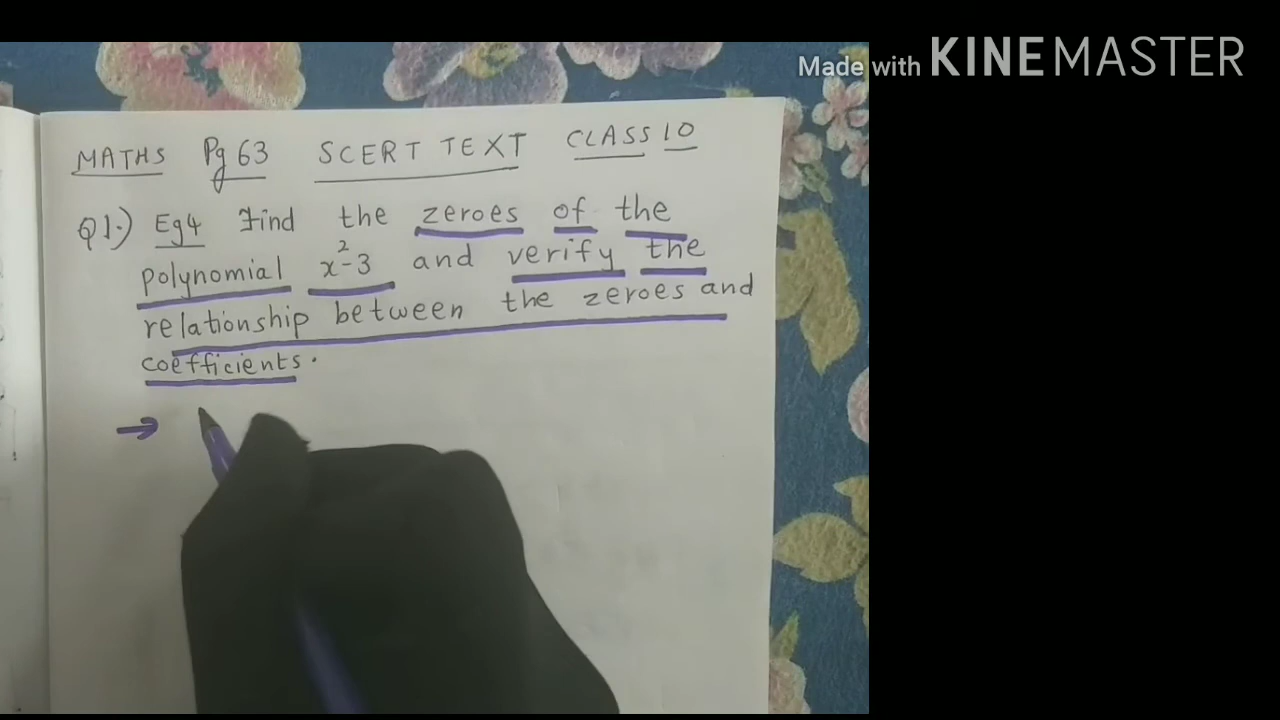 Made with KINEMASTER
MATHS Pg 63 SCERT TEXT CLASS 10
Q1.) Eg4 Find the zeroes of the
polynomial x²-3 and verify the
relationship between the zeroes and
coefficients.